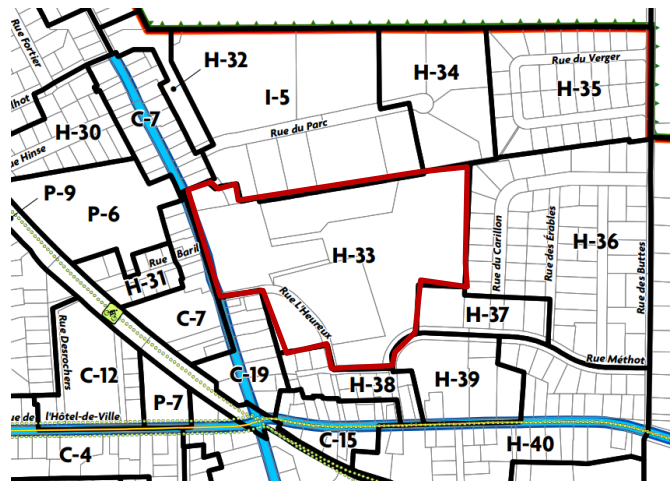 Rue Fortier
H-32
H-34
Rue du Verger
H-35
I-5
C-7
H-30
Rue du Parc
Hinse
P-9
P-6
H-33
Rue du Carillon
Rue des Érables
H-36
Rue des Buttes
Rue Baril
H-31
Rue L'Heureux
C-7
H-37
Rue Desrochers
Rue Méthot
C-12
C-19
H-38
H-39
P-7
l'Hôtel-de-Ville
C-15
H-40
C-4